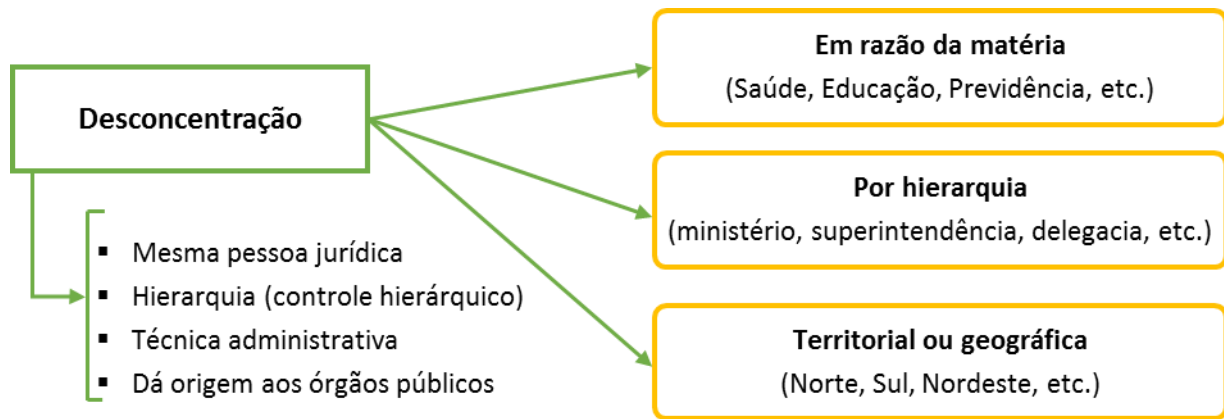 Desconcentração
▪ Mesma pessoa jurídica
▪ Hierarquia (controle hierárquico)
▪ Técnica administrativa
▪ Dá origem aos órgãos públicos
Em razão da matéria
(Saúde, Educação, Previdência, etc.)
Por hierarquia
(ministério, superintendência, delegacia, etc.)
Territorial ou geográfica
(Norte, Sul, Nordeste, etc.)